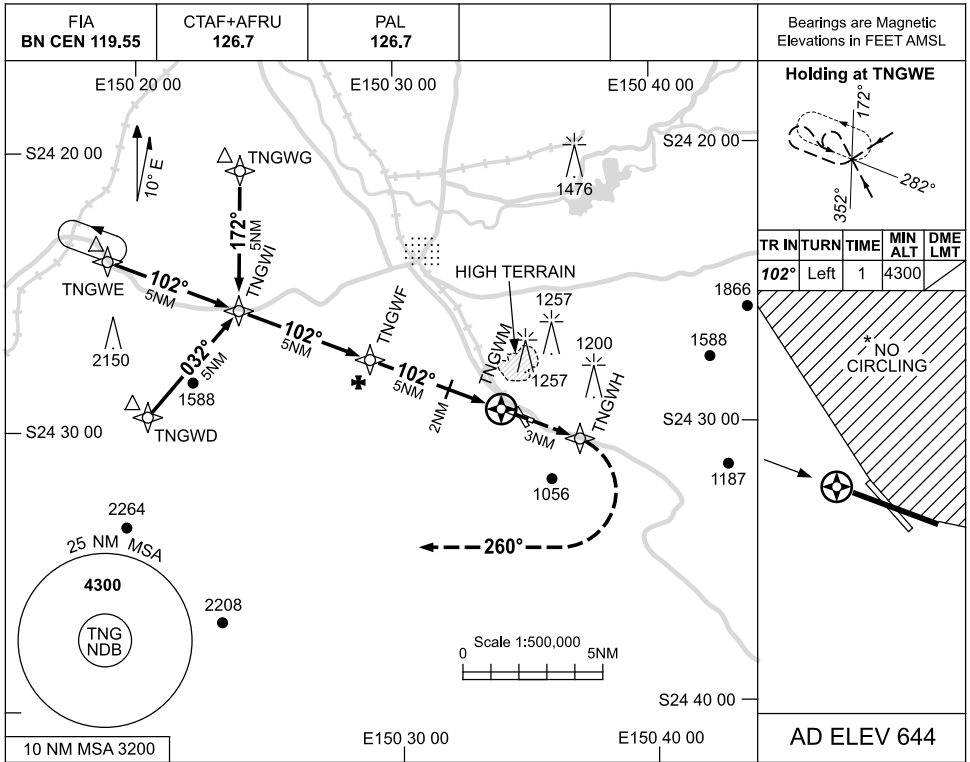 FIA
BN CEN 119.55
CTAF+AFRU
126.7
PAL
126.7
Bearings are Magnetic
Elevations in FEET AMSL
E150 20 00
E150 30 00
E150 40 00
S24 20 00
S24 20 00
10° E
TNGWG
1476
172°
5NM
TNGWI
TNGWE
102°
5NM
HIGH TERRAIN
2150
032°
5NM
1588
TNGWD
102°
5NM
TNGWF
102°
5NM
2NM
TNGWM
1257
1257
1200
TNGWH
3NM
1866
1588
1187
1056
S24 30 00
S24 30 00
260°
2264
25 NM MSA
4300
TNG
NDB
2208
Scale 1:500,000
0
5NM
S24 40 00
10 NM MSA 3200
E150 30 00
E150 40 00
Holding at TNGWE
172°
282°
352°
TR IN TURN TIME MIN ALT DME LMT
102° Left 1 4300
* NO
CIRCLING
AD ELEV 644